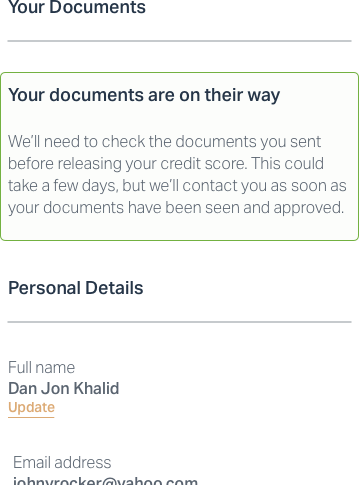 Your Documents
Your documents are on their way
We'll need to check the documents you sent
before releasing your credit score. This could
take a few days, but we'll contact you as soon as
your documents have been seen and approved.
Personal Details
Full name
Dan Jon Khalid
Update
Email address
johnyrocker@yahoo.com